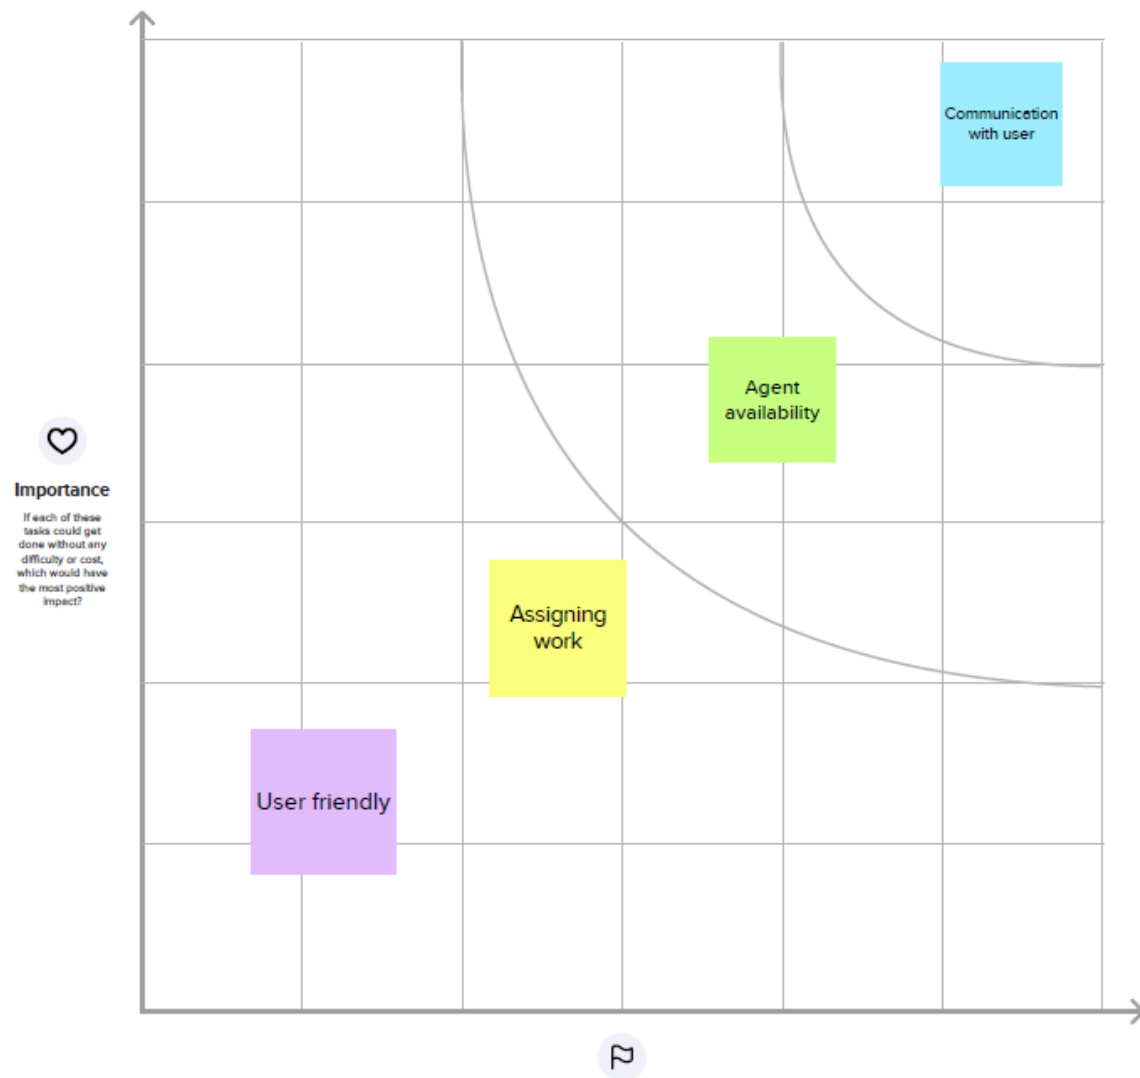 Communication
with user
Agent
availability
Importance
If each of these
tasks could get
done without any
difficulty or cost,
which would have
the most positive
impact?
Assigning
work
User friendly